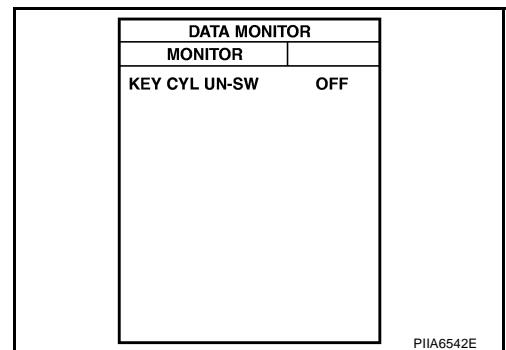 DATA MONITOR
MONITOR
KEY CYL UN-SW OFF
PIIA6542E